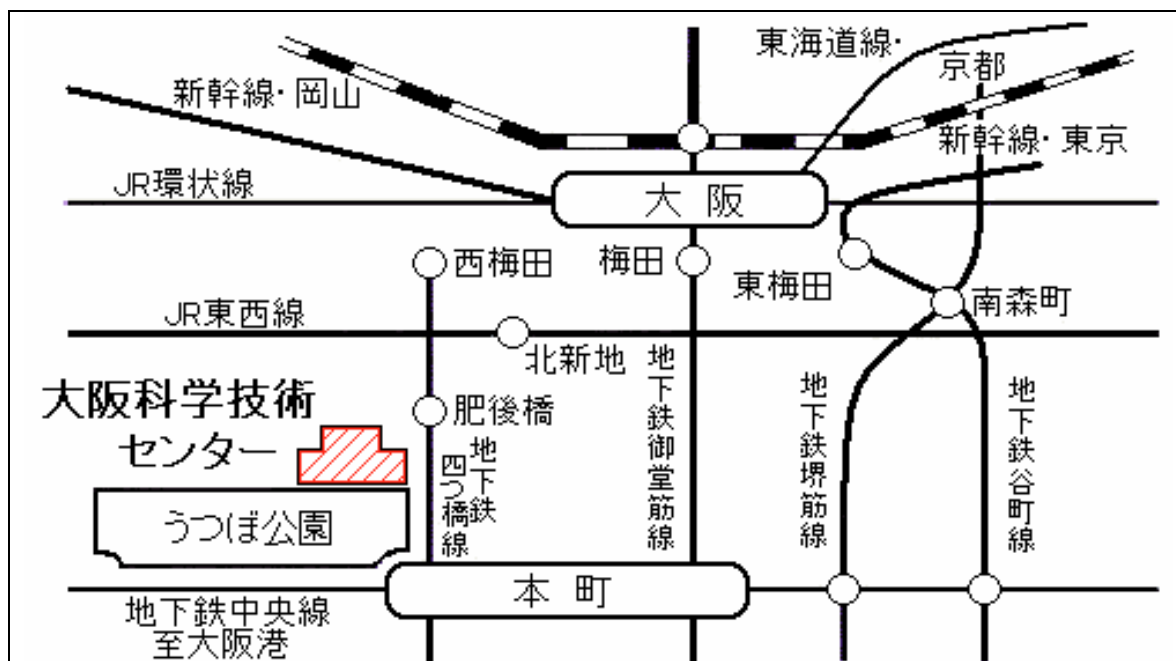 東海道線・
京都
新幹線・岡山
新幹線・東京
JR環状線
大阪
西梅田
梅田
東梅田
南森町
JR東西線
北新地
大阪科学技術
センター
肥後橋
地下鉄
四つ橋線
地下鉄御堂筋線
地下鉄堺筋線
地下鉄谷町線
うつぼ公園
本町
地下鉄中央線
至大阪港